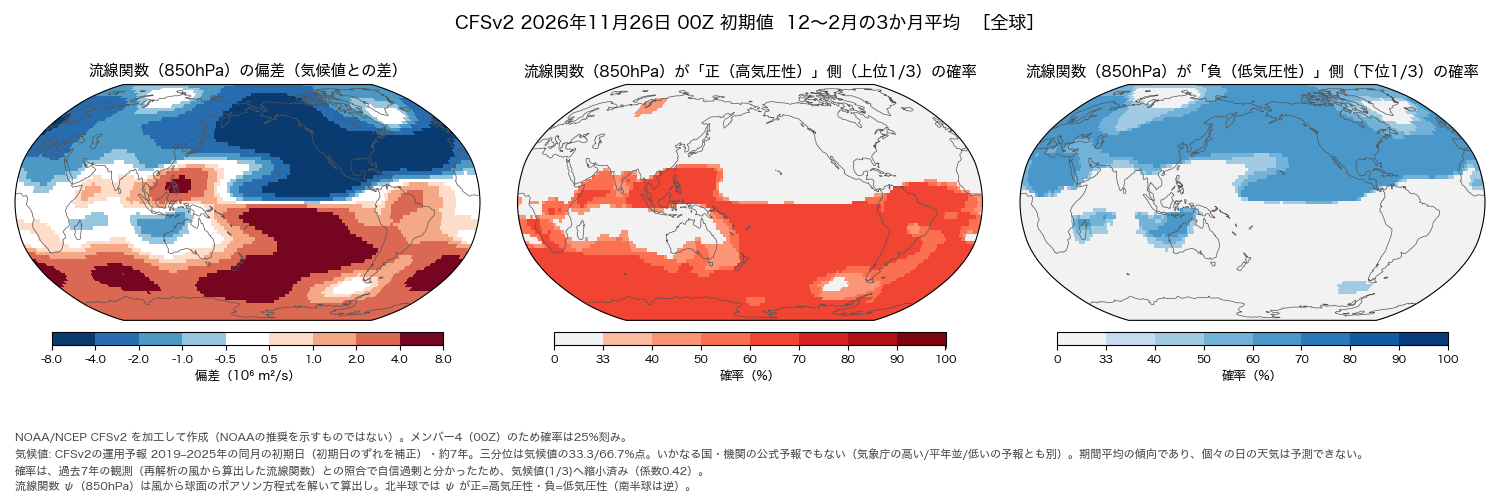 CFSv2 2026年11月26日 00Z 初期値 12〜2月の3か月平均 ［全球］
流線関数（850hPa）の偏差（気候値との差）
流線関数（850hPa）が「正（高気圧性）」側（上位1/3）の確率
流線関数（850hPa）が「負（低気圧性）」側（下位1/3）の確率
-8.0 -4.0 -2.0 -1.0 -0.5 0.5 1.0 2.0 4.0 8.0
偏差（10⁶ m²/s）
0 33 40 50 60 70 80 90 100
確率（%）
0 33 40 50 60 70 80 90 100
確率（%）
NOAA/NCEP CFSv2 を加工して作成（NOAAの推奨を示すものではない）。メンバー4（00Z）のため確率は25%刻み。
気候値: CFSv2の運用予報 2019–2025年の同月の初期日（初期日のずれを補正）・約7年。三分位は気候値の33.3/66.7%点。いかなる国・機関の公式予報でもない（気象庁の高い/平年並/低いの予報とも別）。期間平均の傾向であり、個々の日の天気は予測できない。
確率は、過去7年の観測（再解析の風から算出した流線関数）との照合で自信過剰と分かったため、気候値(1/3)へ縮小済み（係数0.42）。
流線関数 ψ（850hPa）は風から球面のポアソン方程式を解いて算出し。北半球では ψ が正=高気圧性・負=低気圧性（南半球は逆）。